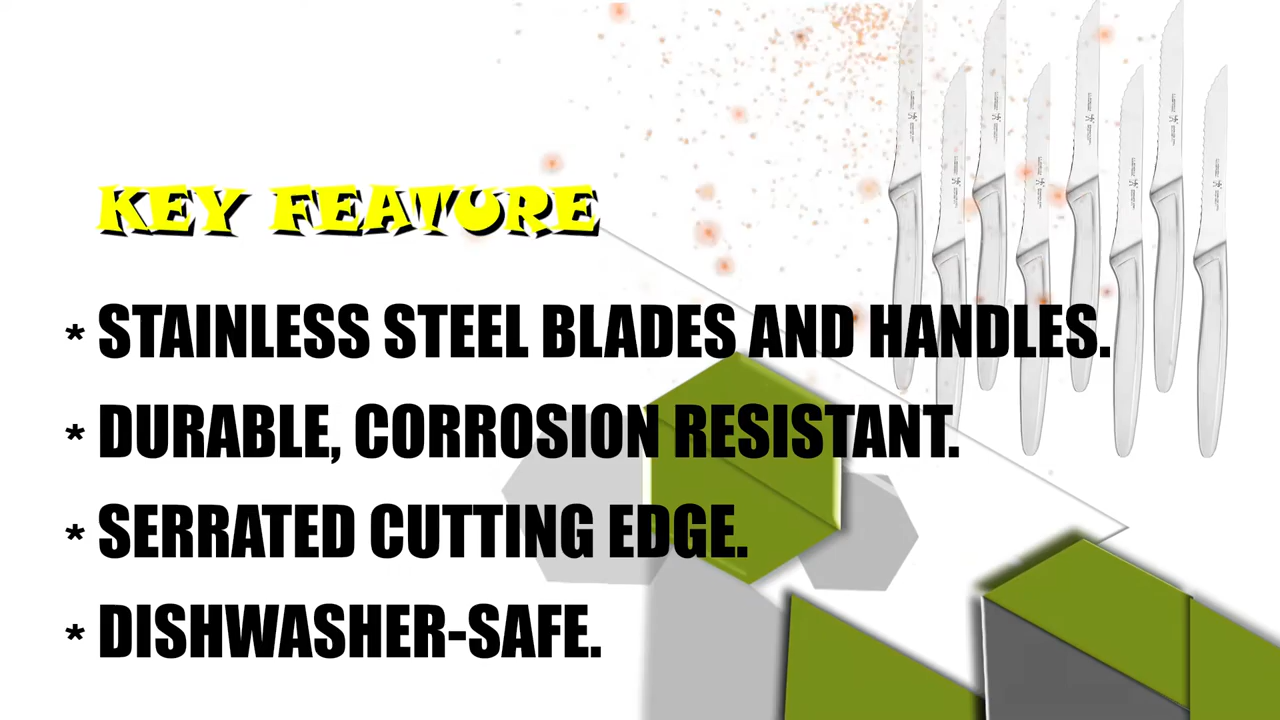 KEY FEATURE
* STAINLESS STEEL BLADES AND HANDLES.
* DURABLE, CORROSION RESISTANT.
* SERRATED CUTTING EDGE.
* DISHWASHER-SAFE.